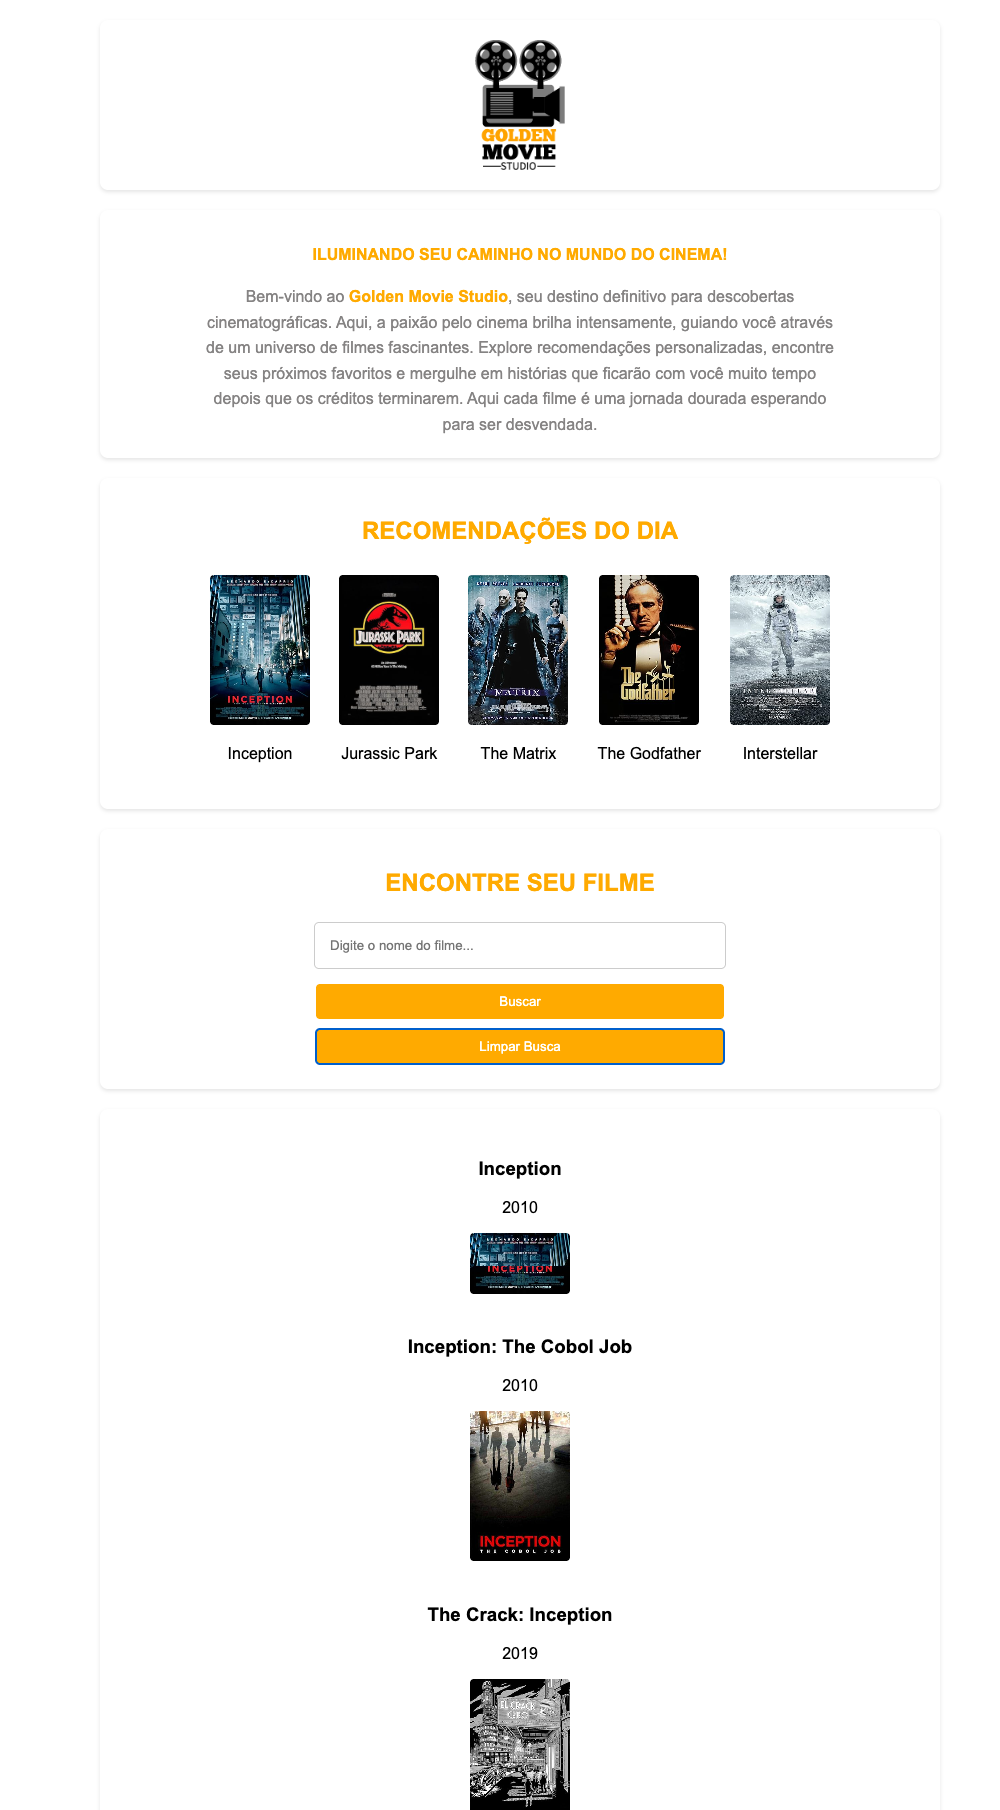 GOLDEN
MOVIE
STUDIO
ILUMINANDO SEU CAMINHO NO MUNDO DO CINEMA!
Bem-vindo ao Golden Movie Studio, seu destino definitivo para descobertas
cinematográficas. Aqui, a paixão pelo cinema brilha intensamente, guiando você através
de um universo de filmes fascinantes. Explore recomendações personalizadas, encontre
seus próximos favoritos e mergulhe em histórias que ficarão com você muito tempo
depois que os créditos terminarem. Aqui cada filme é uma jornada dourada esperando
para ser desvendada.
RECOMENDAÇÕES DO DIA
INCEPTION
JURASSIC PARK
MATRIX
The
Godfather
INTERSTELLAR
Inception
Jurassic Park
The Matrix
The Godfather
Interstellar
ENCONTRE SEU FILME
Digite o nome do filme...
Buscar
Limpar Busca
Inception
2010
INCEPTION
Inception: The Cobol Job
2010
INCEPTION
THE COBOL JOB
The Crack: Inception
2019
EL CRACK
CERO